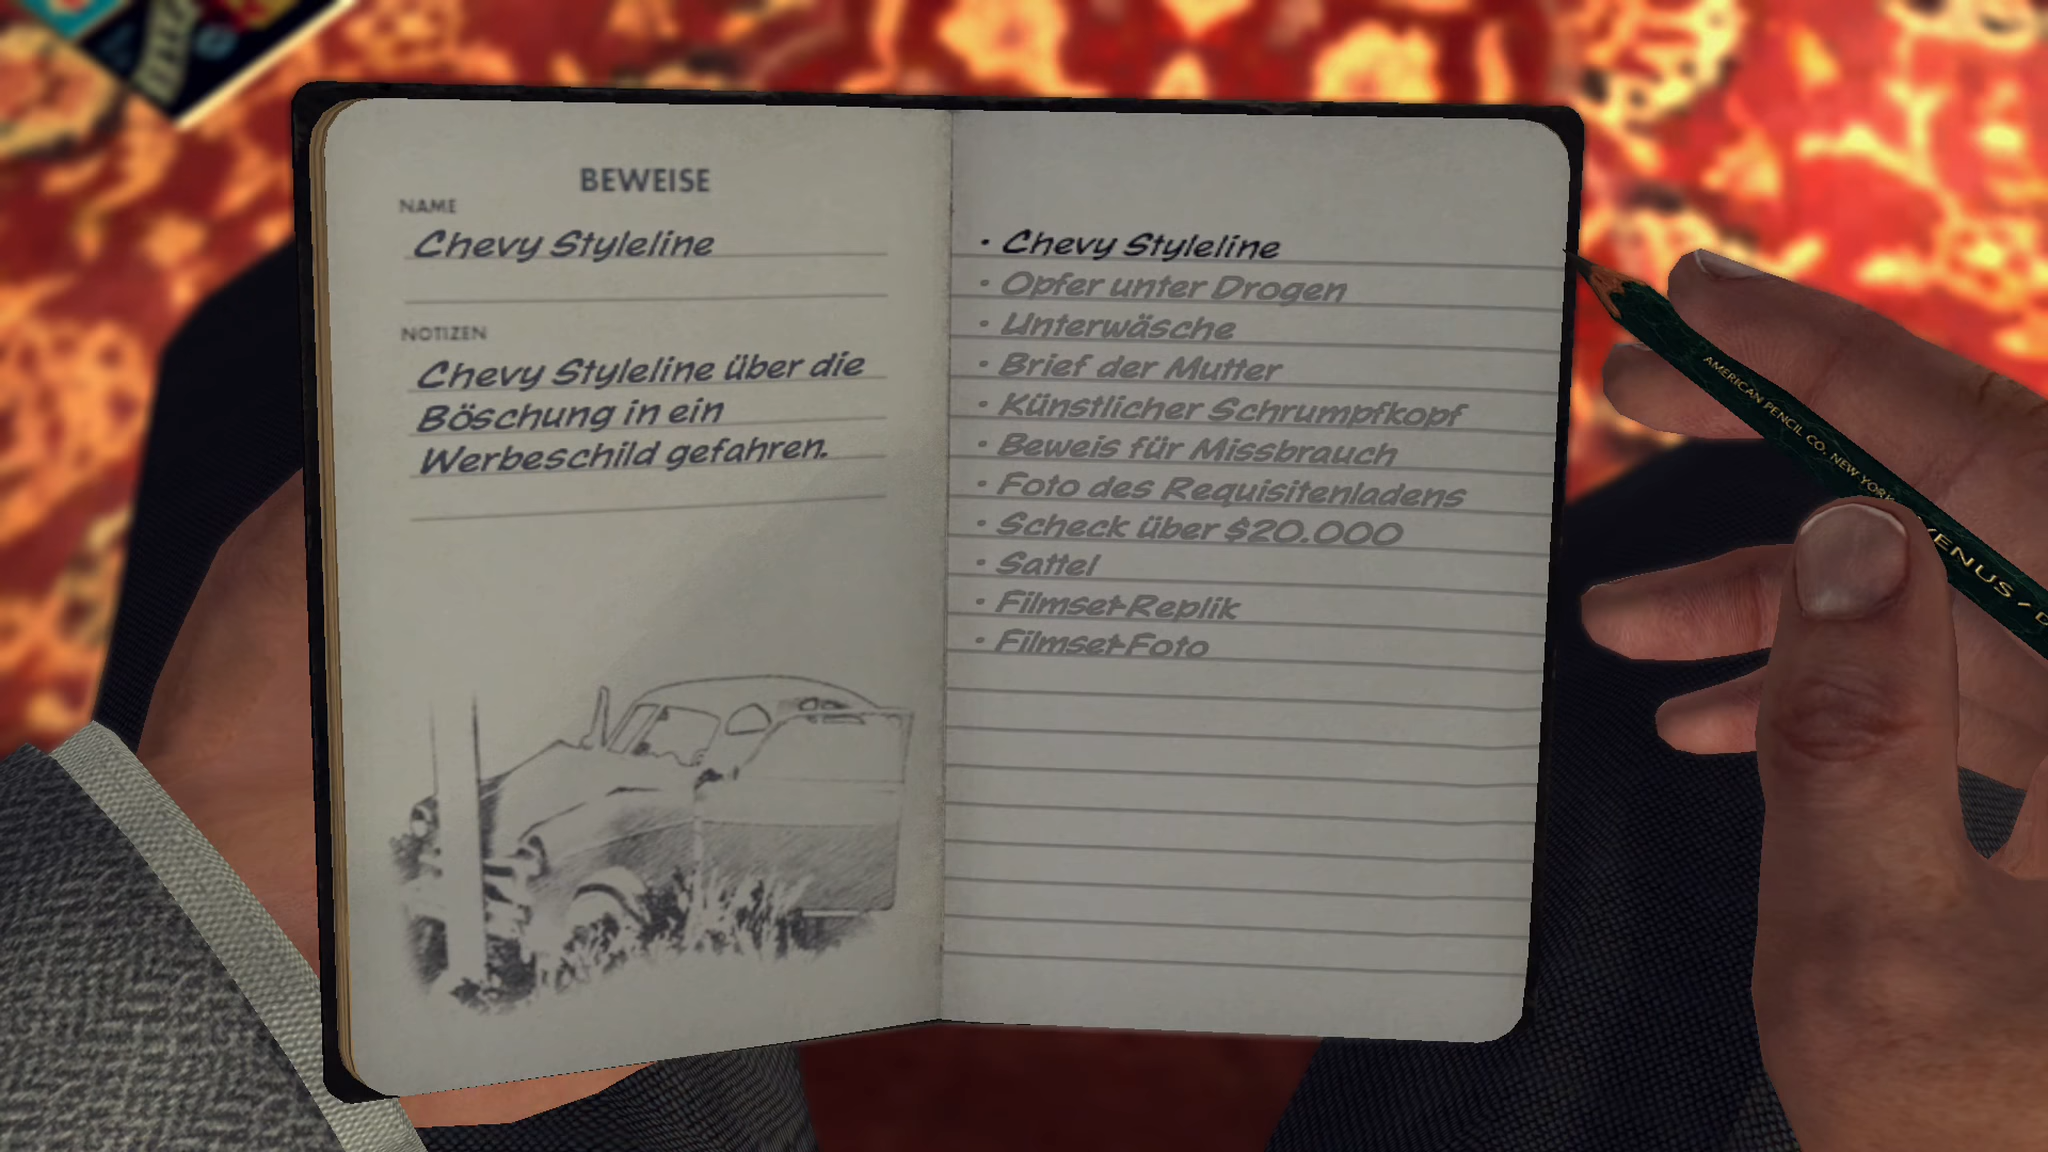 BEWEISE
NAME
Chevy Styleline
NOTIZEN
Chevy Styleline über die
Böschung in ein
Werbeschild gefahren.
• Chevy Styleline
• Opfer unter Drogen
• Unterwäsche
• Brief der Mutter
• Künstlicher Schrumpfkopf
• Beweis für Missbrauch
• Foto des Requisitenladens
• Scheck über $20.000
• Sattel
• Filmset-Replik
• Filmset-Foto
AMERICAN PENCIL CO. NEW YORK
VENUS /